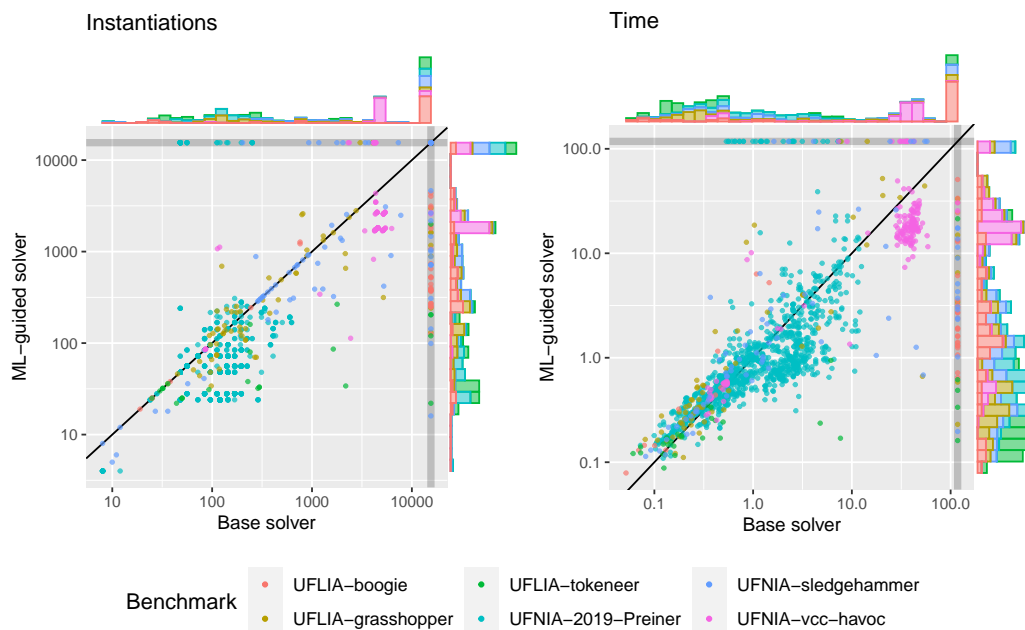 Instantiations
Time
10000
1000
100
10
ML-guided solver
10
100
1000
10000
Base solver
100.0
10.0
1.0
0.1
ML-guided solver
0.1
1.0
10.0
100.0
Base solver
Benchmark
UFLIA-boogie
UFLIA-tokeneer
UFNIA-sledgehammer
UFLIA-grasshopper
UFNIA-2019-Preiner
UFNIA-vcc-havoc